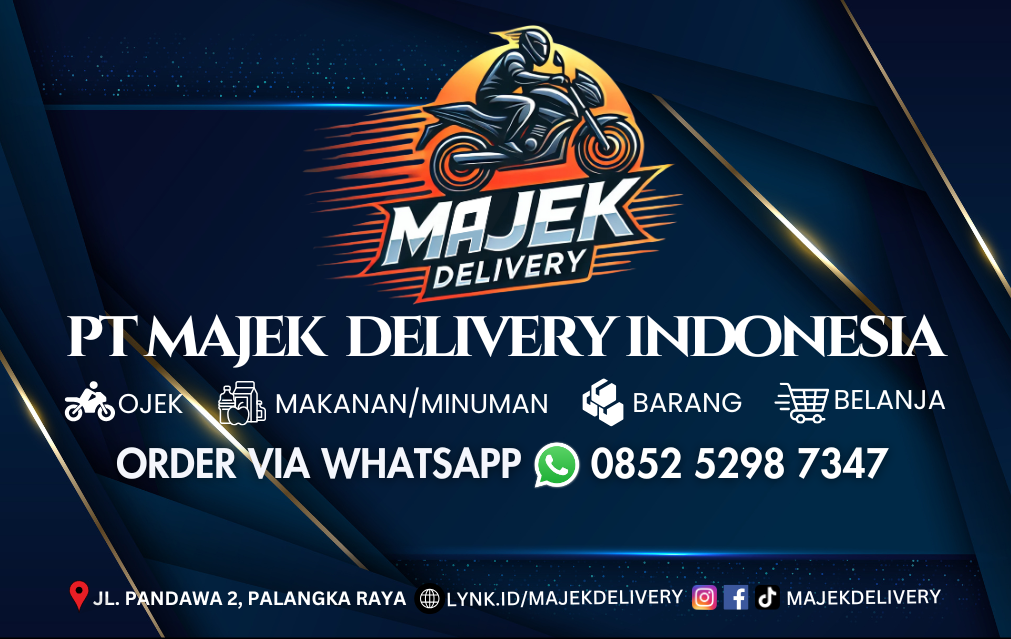 MAJEK
DELIVERY
PT MAJEK DELIVERY INDONESIA
OJEK MAKANAN/MINUMAN BARANG BELANJA
ORDER VIA WHATSAPP 0852 5298 7347
JL. PANDAWA 2, PALANGKA RAYA LYNK.ID/MAJEKDELIVERY MAJEKDELIVERY